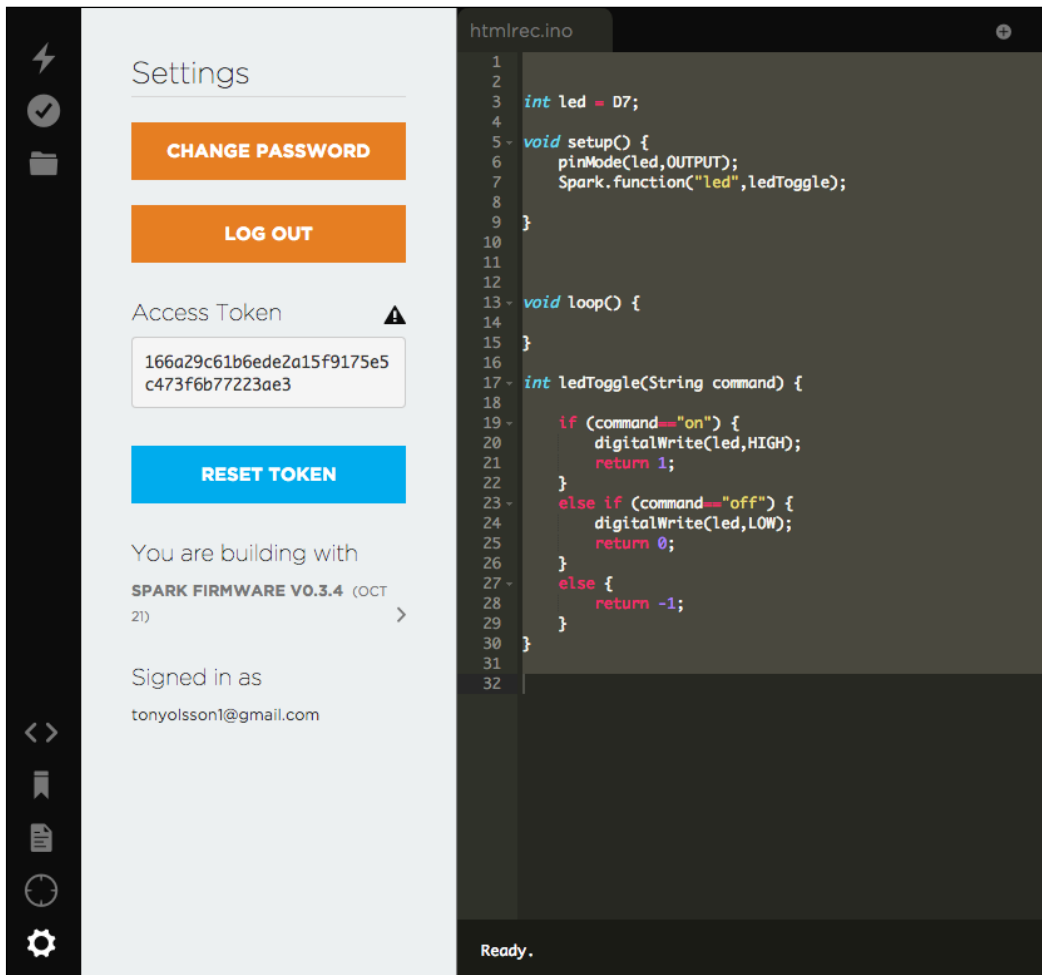 Settings
CHANGE PASSWORD
LOG OUT
Access Token
166a29c61b6ede2a15f9175e5
c473f6b77223ae3
RESET TOKEN
You are building with
SPARK FIRMWARE V0.3.4 (OCT
21)
Signed in as
tonyolsson1@gmail.com
htmlrec.ino
1
2
3 int led = D7;
4
5 void setup() {
6     pinMode(led,OUTPUT);
7     Spark.function("led",ledToggle);
8
9 }
10
11
12
13 void loop() {
14
15 }
16
17 int ledToggle(String command) {
18
19     if (command=="on") {
20         digitalWrite(led,HIGH);
21         return 1;
22     }
23     else if (command=="off") {
24         digitalWrite(led,LOW);
25         return 0;
26     }
27     else {
28         return -1;
29     }
30 }
31
32
Ready.